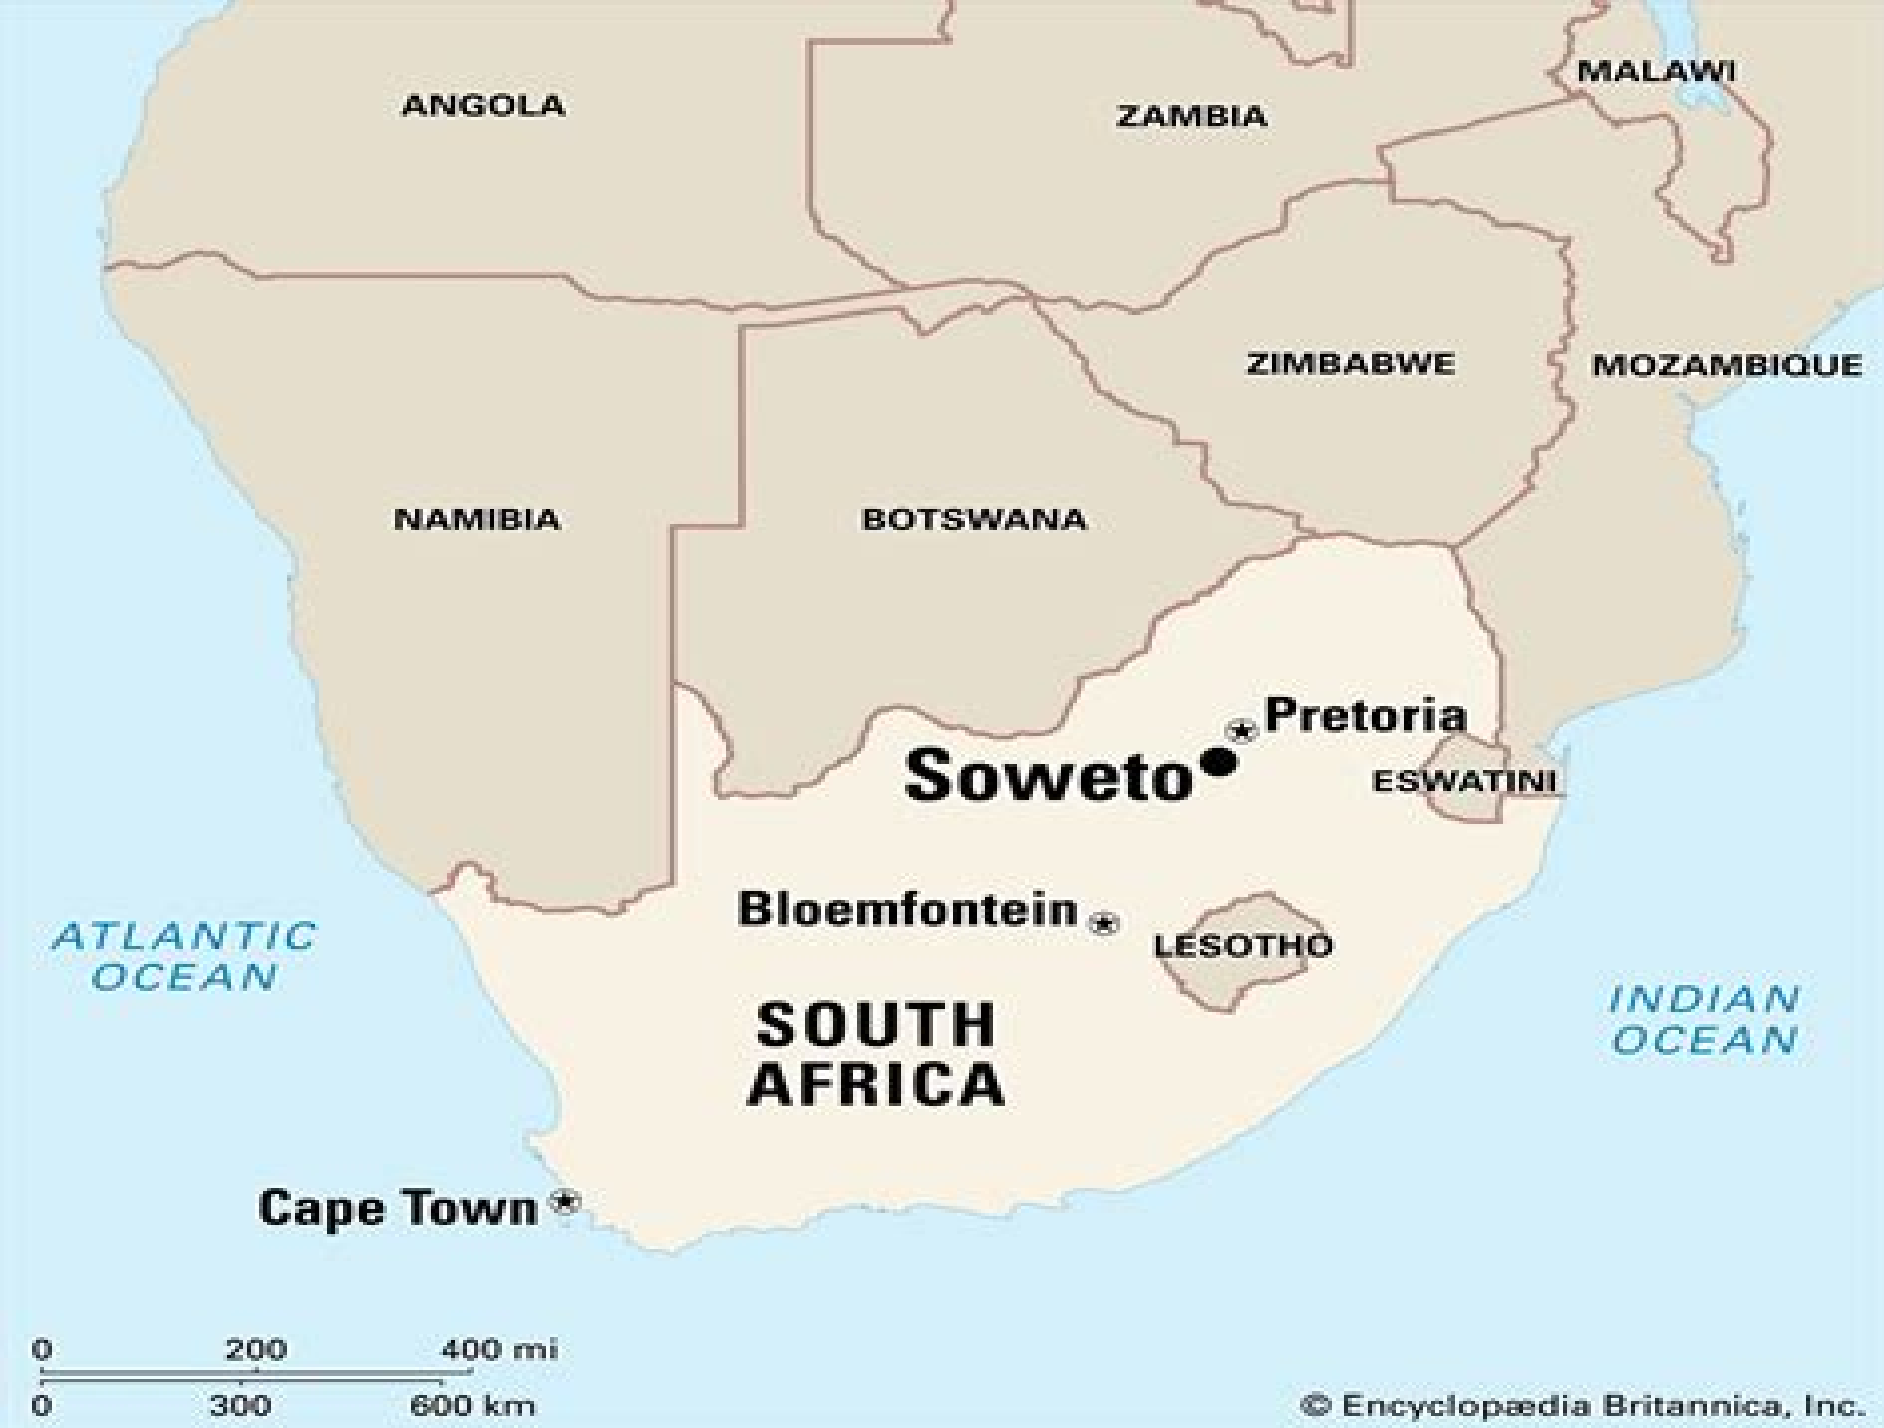 MALAWI
ANGOLA
ZAMBIA
ZIMBABWE
MOZAMBIQUE
NAMIBIA
BOTSWANA
Pretoria
Soweto
ESWATINI
Bloemfontein
LESOTHO
ATLANTIC
OCEAN
SOUTH
AFRICA
INDIAN
OCEAN
Cape Town
0 200 400 mi
0 300 600 km
© Encyclopædia Britannica, Inc.